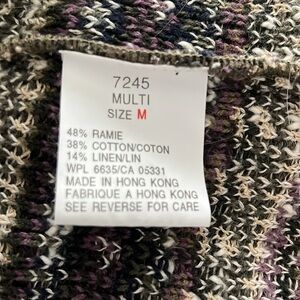 7245
MULTI
SIZE M
48% RAMIE
38% COTTON/COTON
14% LINEN/LIN
WPL 6635/CA 05331
MADE IN HONG KONG
FABRIQUE A HONG KONG
SEE REVERSE FOR CARE